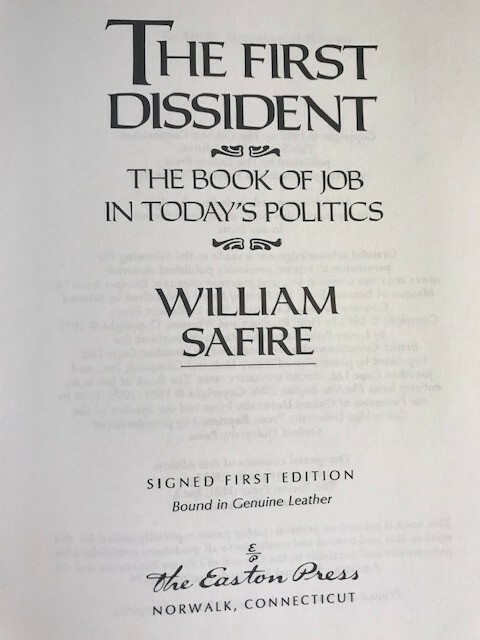 THE FIRST
DISSIDENT
THE BOOK OF JOB
IN TODAY'S POLITICS
WILLIAM
SAFIRE
SIGNED FIRST EDITION
Bound in Genuine Leather
E
P
The Easton Press
NORWALK, CONNECTICUT